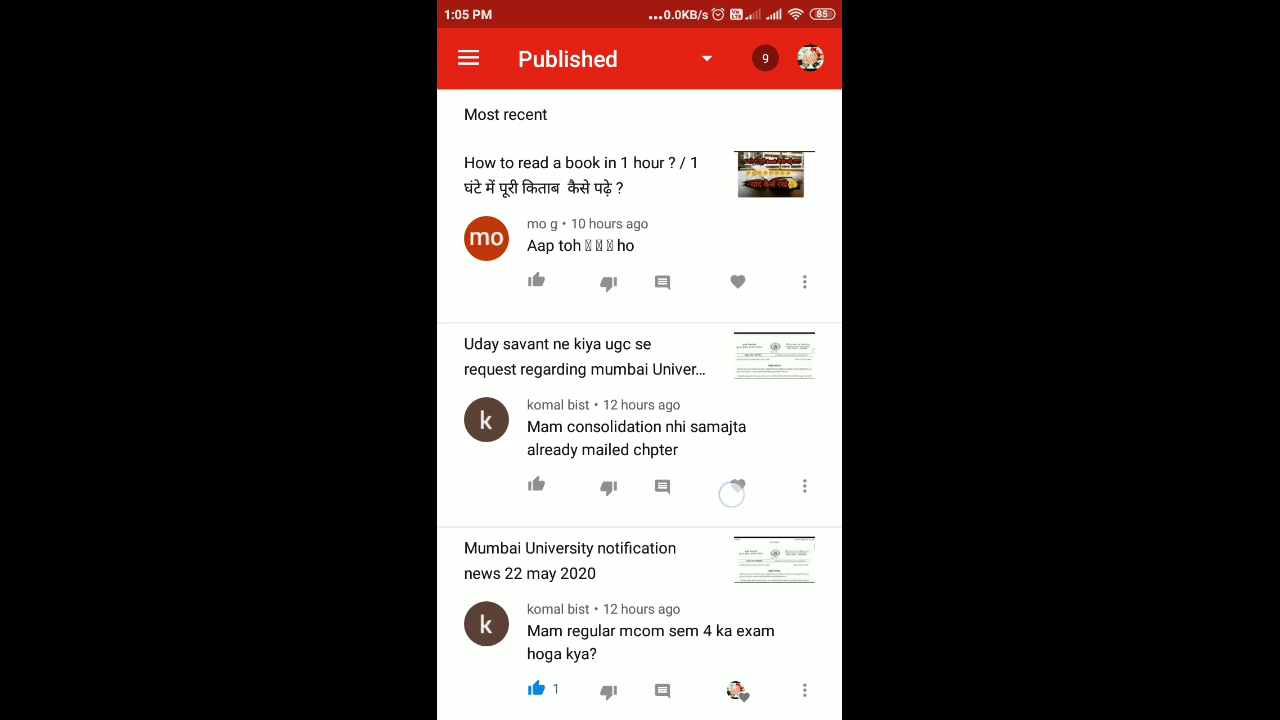 1:05 PM
...0.0KB/s
85
Published
9
Most recent
How to read a book in 1 hour ? / 1
घंटे में पूरी किताब कैसे पढ़े ?
mo
mo g • 10 hours ago
Aap toh ho
Uday savant ne kiya ugc se
request regarding mumbai Univer...
k
komal bist • 12 hours ago
Mam consolidation nhi samajta
already mailed chpter
Mumbai University notification
news 22 may 2020
k
komal bist • 12 hours ago
Mam regular mcom sem 4 ka exam
hoga kya?
1